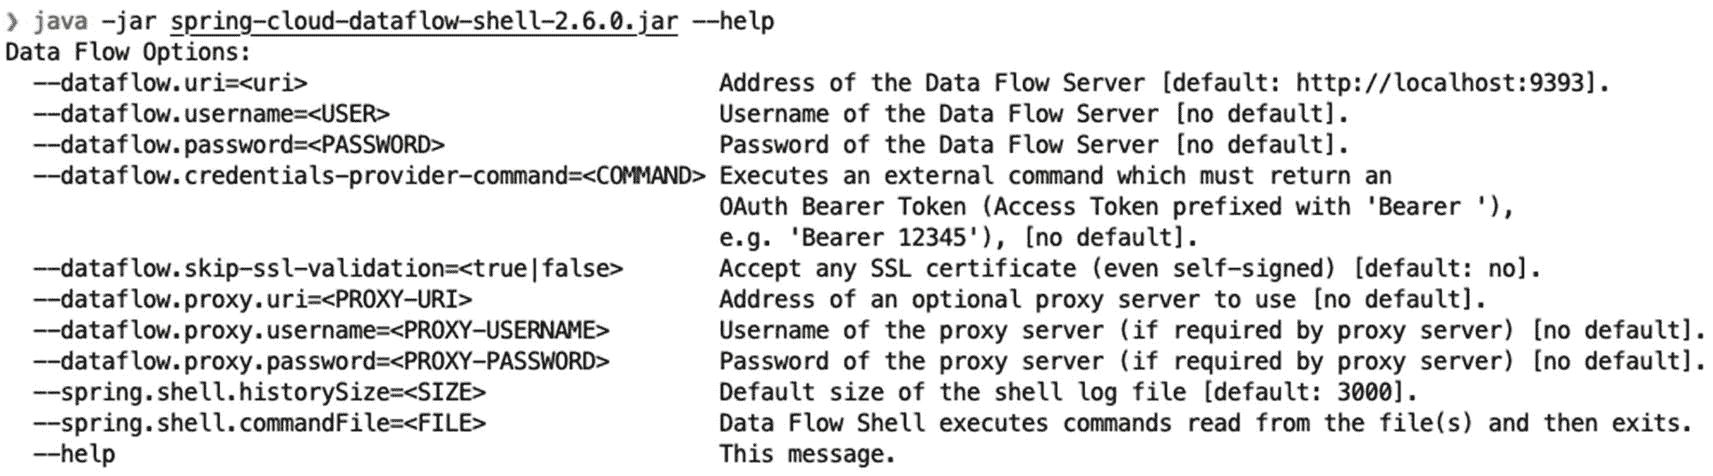 ❯ java -jar spring-cloud-dataflow-shell-2.6.0.jar --help
Data Flow Options:
  --dataflow.uri=<uri>                              Address of the Data Flow Server [default: http://localhost:9393].
  --dataflow.username=<USER>                        Username of the Data Flow Server [no default].
  --dataflow.password=<PASSWORD>                    Password of the Data Flow Server [no default].
  --dataflow.credentials-provider-command=<COMMAND> Executes an external command which must return an
                                                    OAuth Bearer Token (Access Token prefixed with 'Bearer '),
                                                    e.g. 'Bearer 12345'), [no default].
  --dataflow.skip-ssl-validation=<true|false>       Accept any SSL certificate (even self-signed) [default: no].
  --dataflow.proxy.uri=<PROXY-URI>                  Address of an optional proxy server to use [no default].
  --dataflow.proxy.username=<PROXY-USERNAME>        Username of the proxy server (if required by proxy server) [no default].
  --dataflow.proxy.password=<PROXY-PASSWORD>        Password of the proxy server (if required by proxy server) [no default].
  --spring.shell.historySize=<SIZE>                 Default size of the shell log file [default: 3000].
  --spring.shell.commandFile=<FILE>                 Data Flow Shell executes commands read from the file(s) and then exits.
  --help                                            This message.